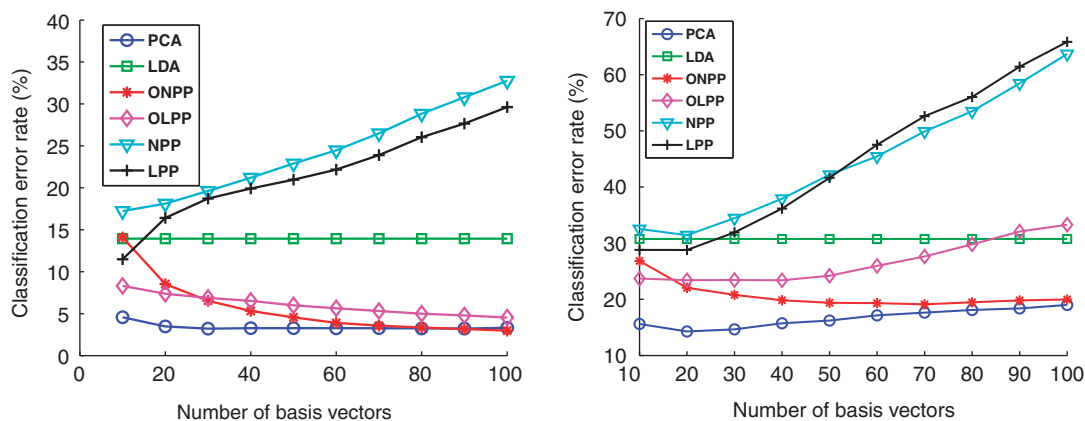 40
35
30
25
20
15
10
5
0
Classification error rate (%)
PCA
LDA
ONPP
OLPP
NPP
LPP
0 20 40 60 80 100
Number of basis vectors
70
60
50
40
30
20
10
Classification error rate (%)
PCA
LDA
ONPP
OLPP
NPP
LPP
10 20 30 40 50 60 70 80 90 100
Number of basis vectors